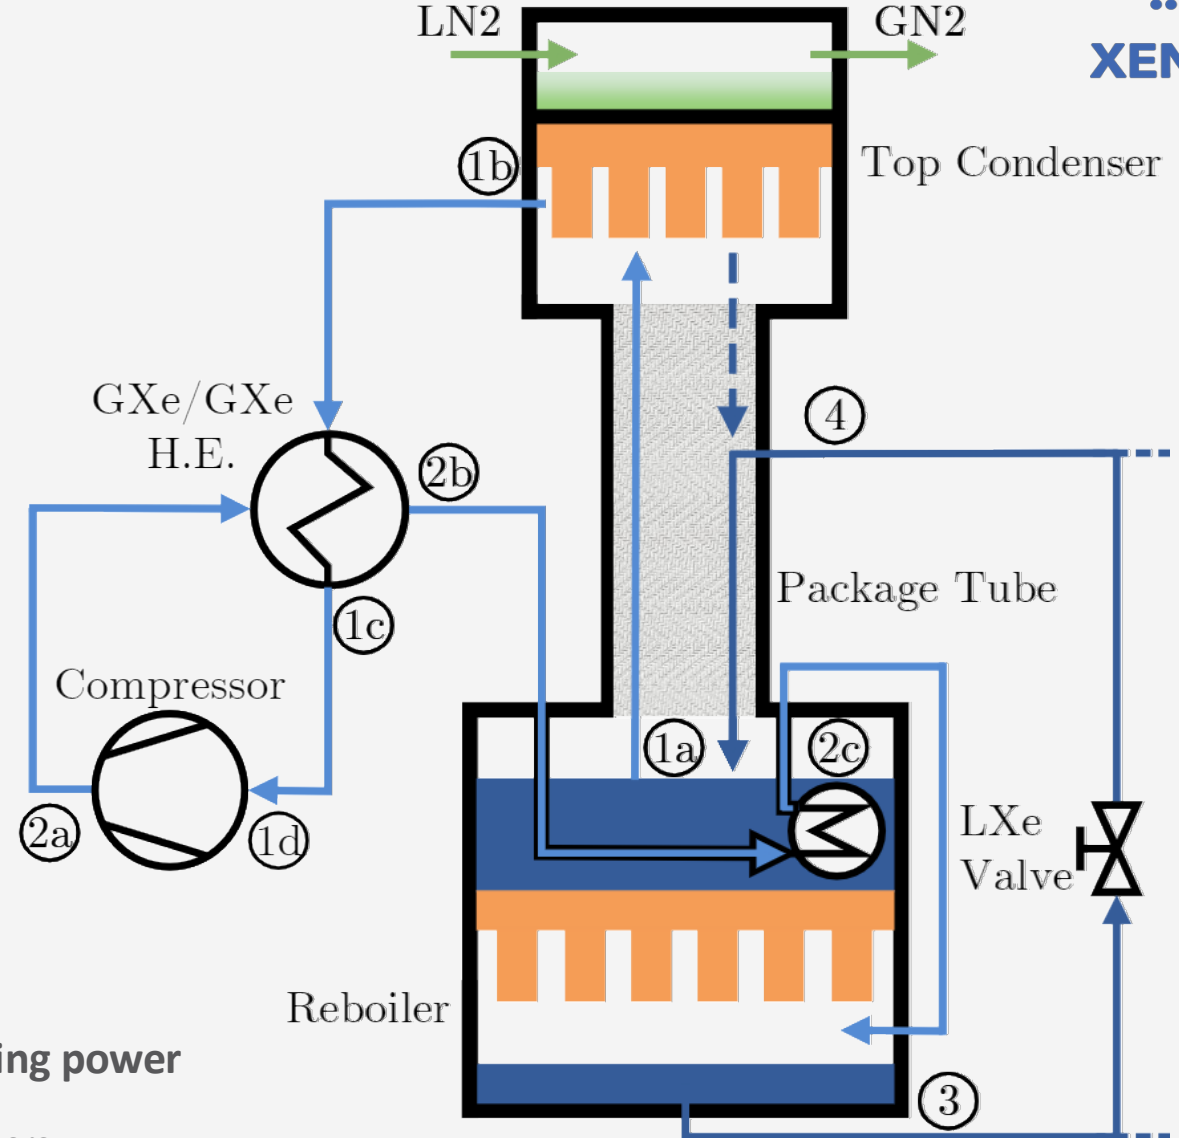 LN2
GN2
XEN
1b
Top Condenser
GXe/GXe
H.E.
4
2b
Package Tube
1c
Compressor
1a
2c
LXe
Valve
2a
1d
Reboiler
ing power
3